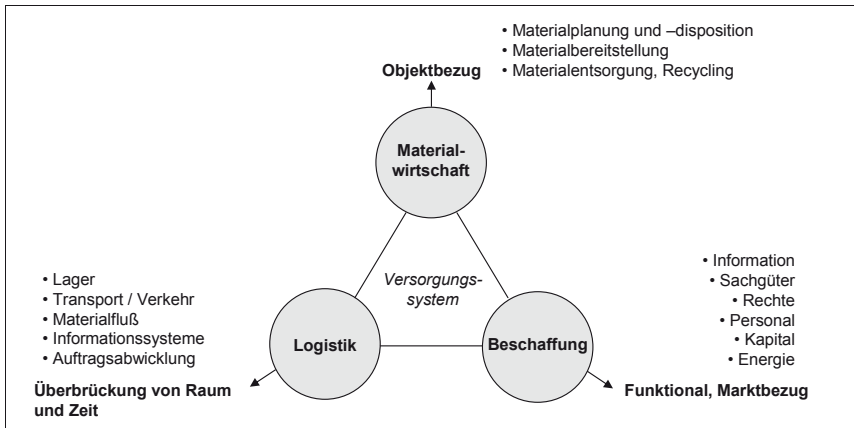 • Materialplanung und –disposition
• Materialbereitstellung
• Materialentsorgung, Recycling
Objektbezug
Material-
wirtschaft
Versorgungs-
system
• Lager
• Transport / Verkehr
• Materialfluß
• Informationssysteme
• Auftragsabwicklung
Logistik
Überbrückung von Raum
und Zeit
• Information
• Sachgüter
• Rechte
• Personal
• Kapital
• Energie
Beschaffung
Funktional, Marktbezug